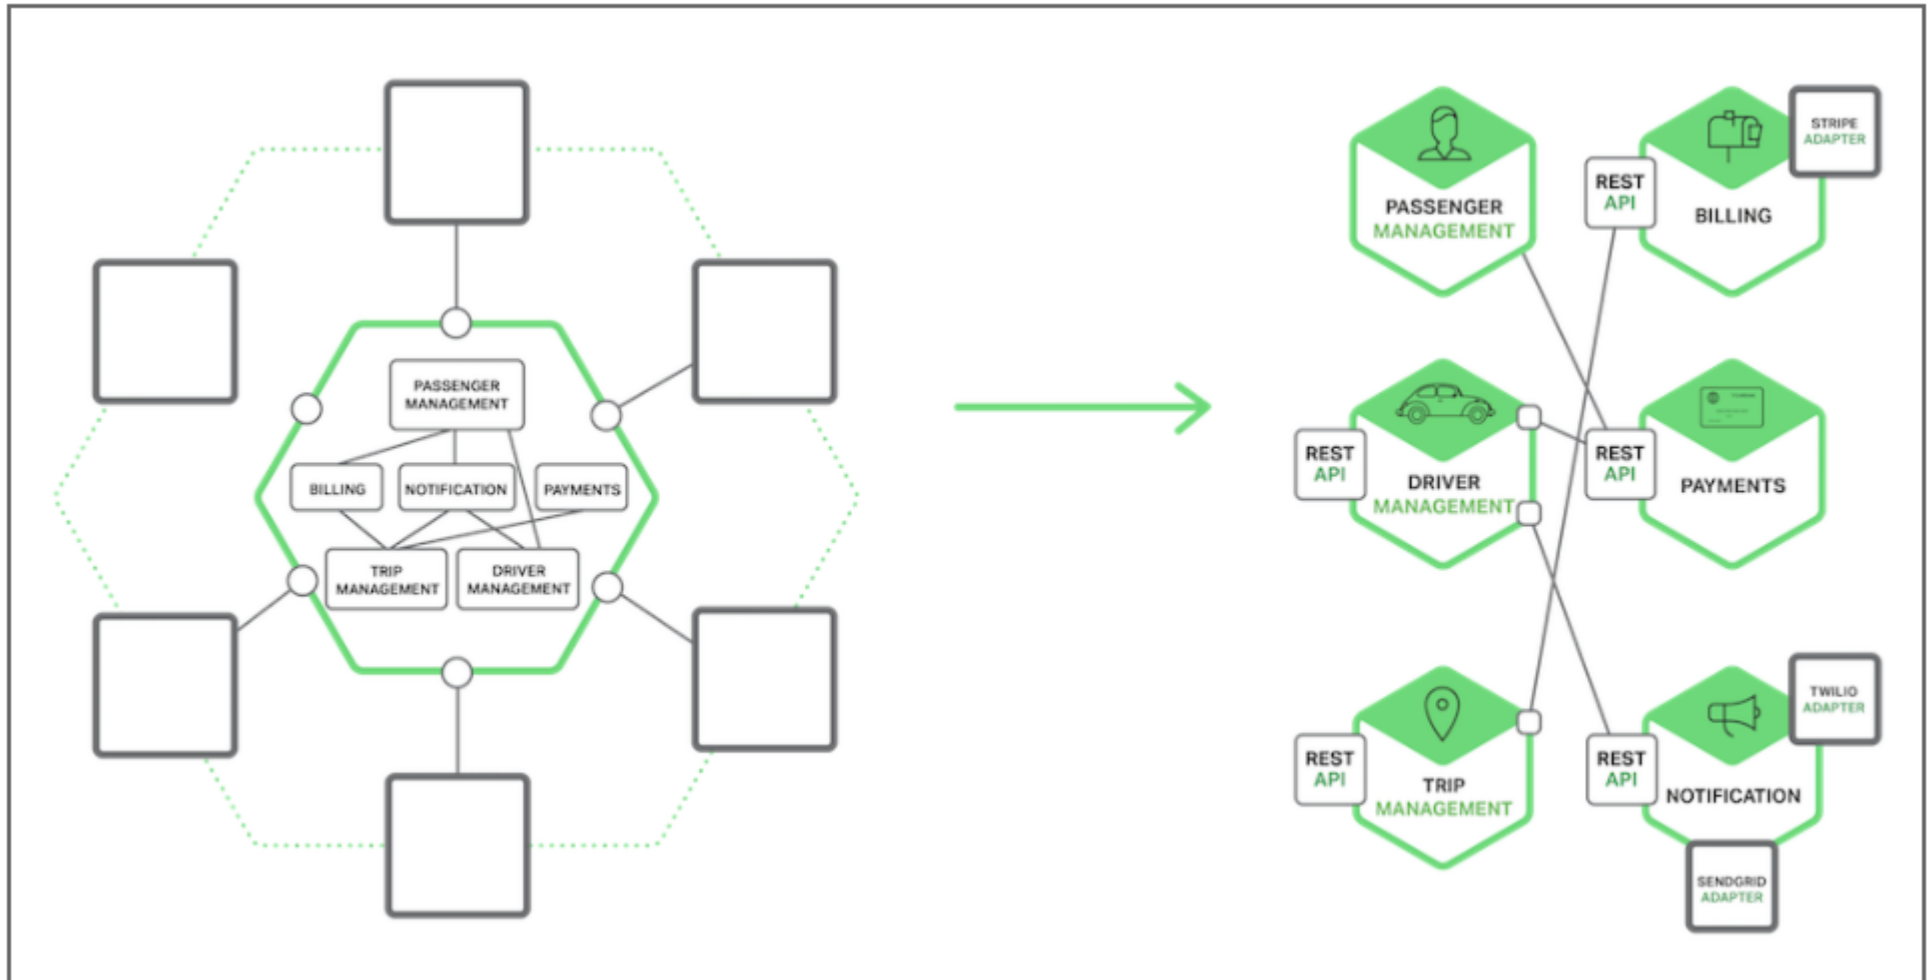 PASSENGER
MANAGEMENT
BILLING
NOTIFICATION
PAYMENTS
TRIP
MANAGEMENT
DRIVER
MANAGEMENT
PASSENGER
MANAGEMENT
REST
API
BILLING
STRIPE
ADAPTER
REST
API
DRIVER
MANAGEMENT
REST
API
PAYMENTS
REST
API
TRIP
MANAGEMENT
REST
API
NOTIFICATION
TWILIO
ADAPTER
SENDGRID
ADAPTER